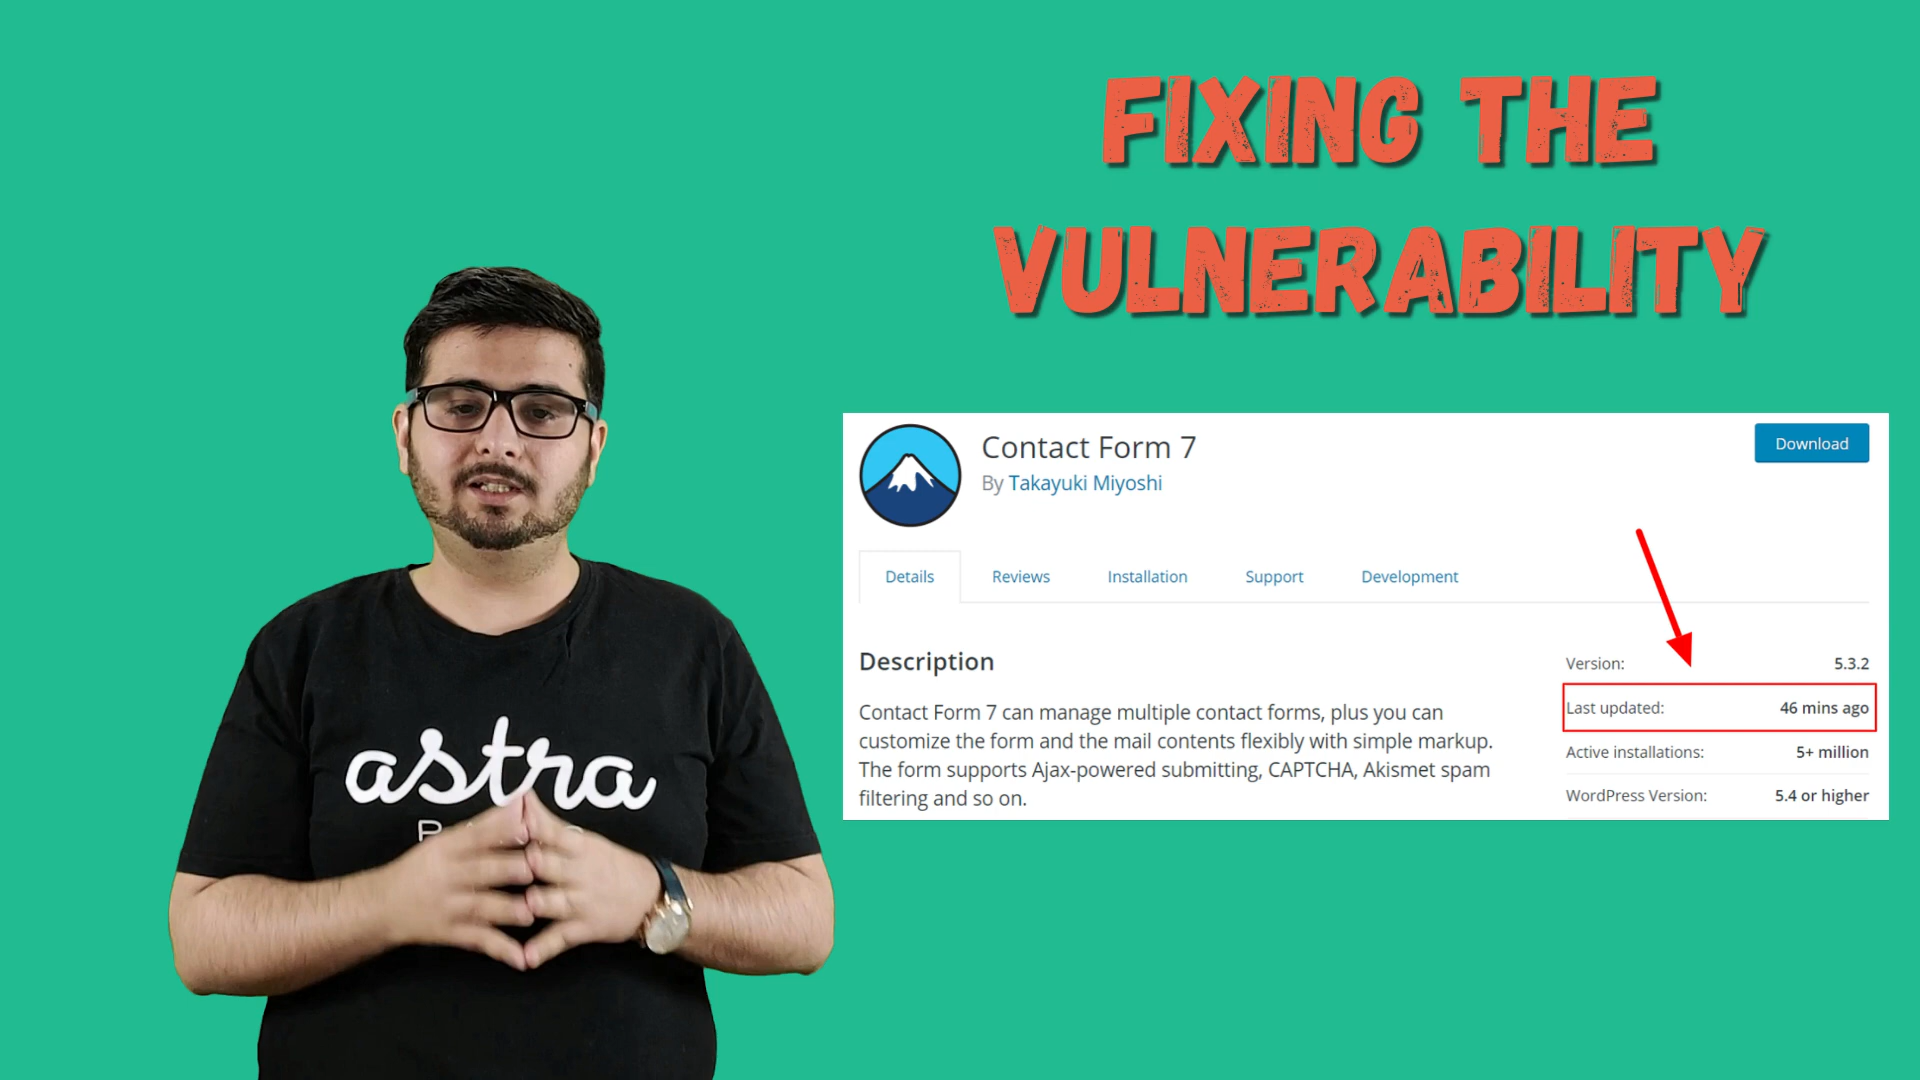 FIXING THE
VULNERABILITY
Contact Form 7
By Takayuki Miyoshi
Download
Details
Reviews
Installation
Support
Development
Description
Contact Form 7 can manage multiple contact forms, plus you can
customize the form and the mail contents flexibly with simple markup.
The form supports Ajax-powered submitting, CAPTCHA, Akismet spam
filtering and so on.
Version: 5.3.2
Last updated: 46 mins ago
Active installations: 5+ million
WordPress Version: 5.4 or higher
astra